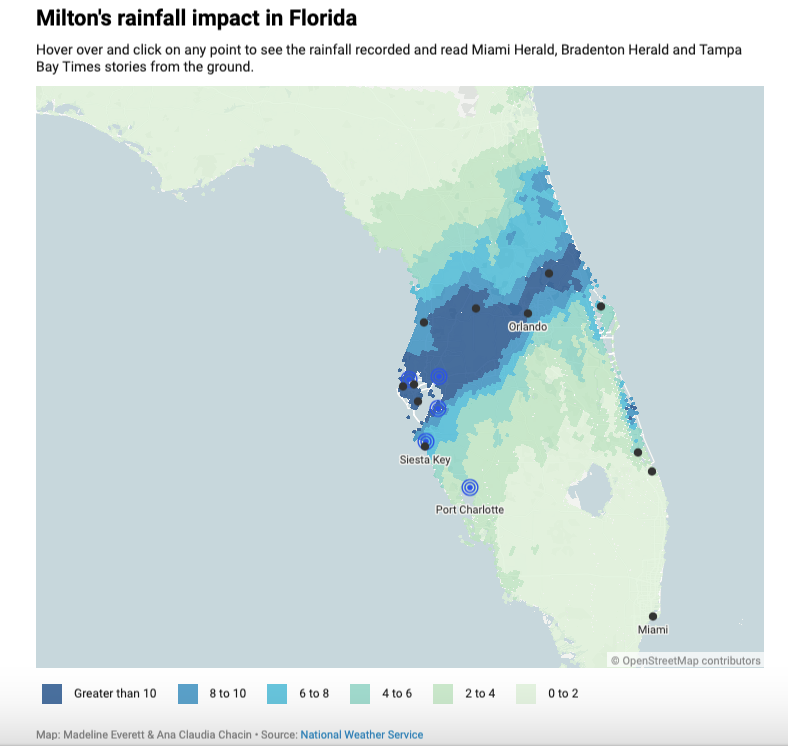 Milton's rainfall impact in Florida
Hover over and click on any point to see the rainfall recorded and read Miami Herald, Bradenton Herald and Tampa
Bay Times stories from the ground.
Orlando
Siesta Key
Port Charlotte
Miami
© OpenStreetMap contributors
Greater than 10
8 to 10
6 to 8
4 to 6
2 to 4
0 to 2
Map: Madeline Everett & Ana Claudia Chacin • Source: National Weather Service